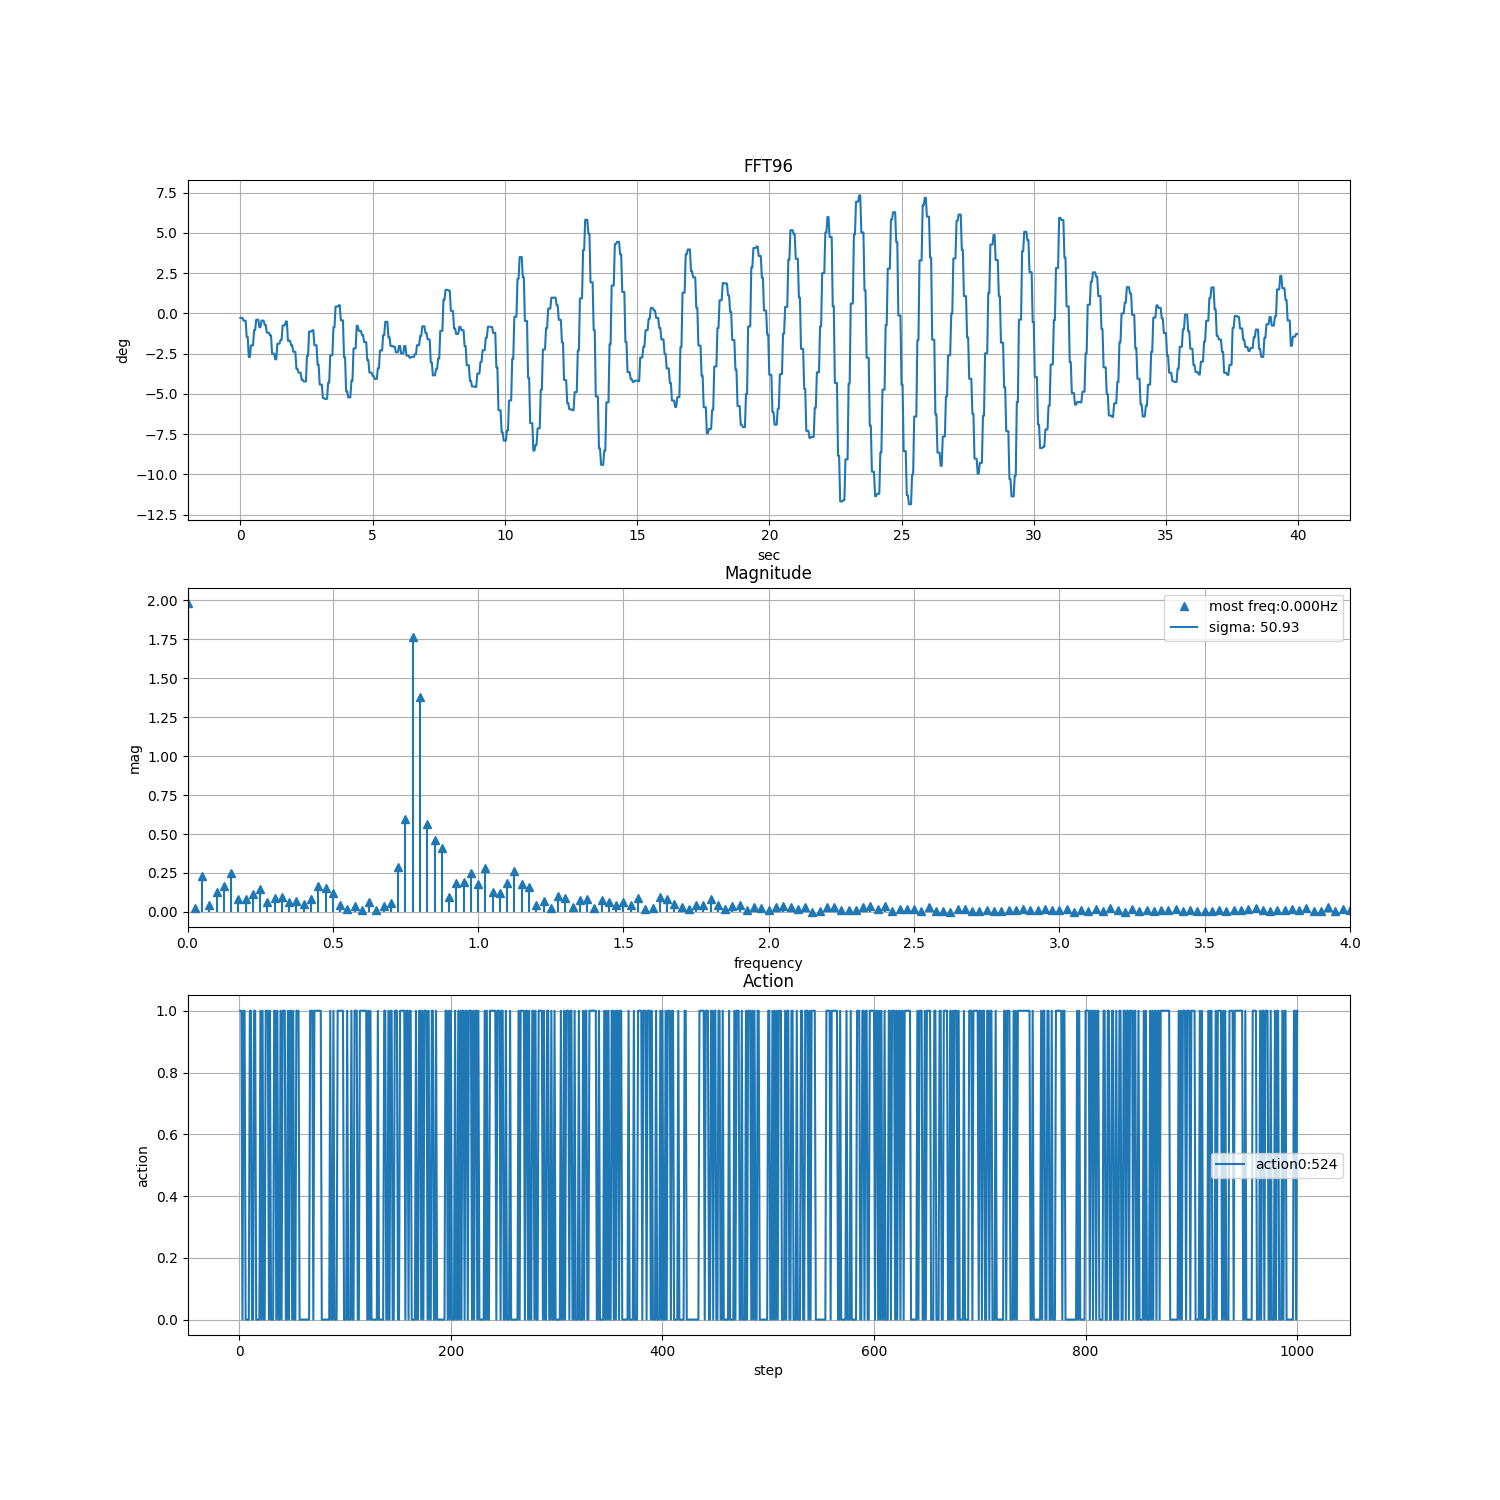 FFT96
7.5
5.0
2.5
0.0
−2.5
−5.0
−7.5
−10.0
−12.5
deg
0 5 10 15 20 25 30 35 40
sec
Magnitude
2.00
1.75
1.50
1.25
1.00
0.75
0.50
0.25
0.00
mag
most freq:0.000Hz
sigma: 50.93
0.0 0.5 1.0 1.5 2.0 2.5 3.0 3.5 4.0
frequency
Action
1.0
0.8
0.6
0.4
0.2
0.0
action
action0:524
0 200 400 600 800 1000
step